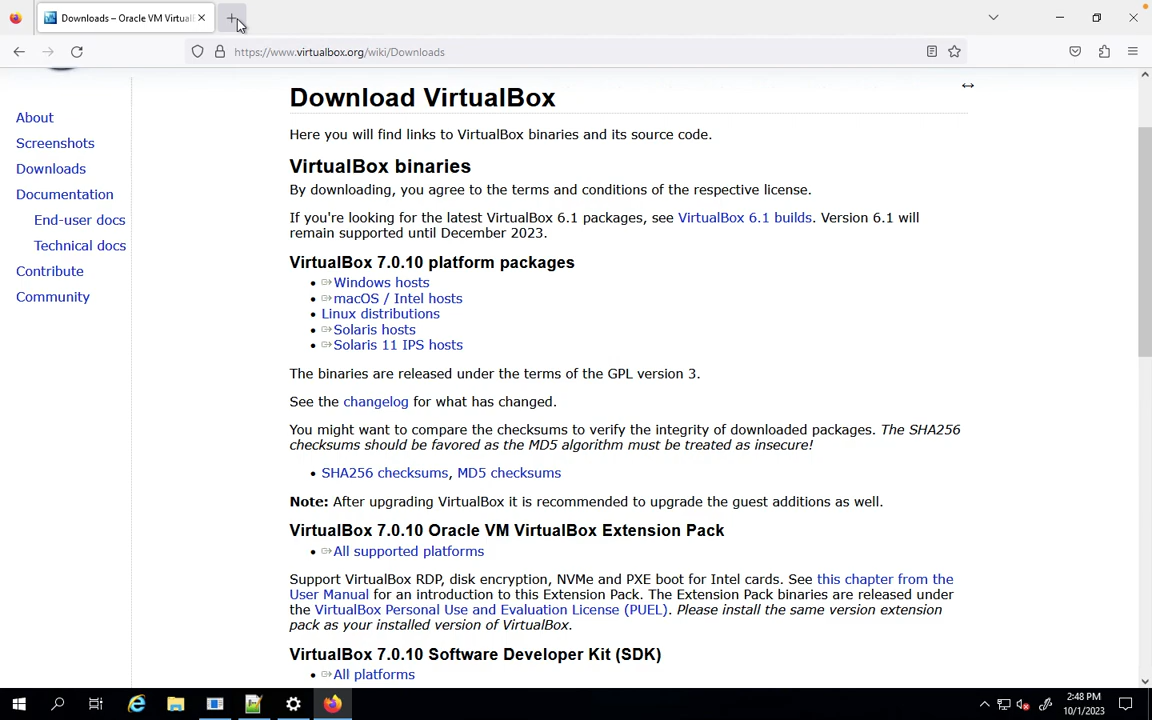 Downloads – Oracle VM Virtual
https://www.virtualbox.org/wiki/Downloads
About
Screenshots
Downloads
Documentation
End-user docs
Technical docs
Contribute
Community
Download VirtualBox
Here you will find links to VirtualBox binaries and its source code.
VirtualBox binaries
By downloading, you agree to the terms and conditions of the respective license.
If you're looking for the latest VirtualBox 6.1 packages, see VirtualBox 6.1 builds. Version 6.1 will
remain supported until December 2023.
VirtualBox 7.0.10 platform packages
Windows hosts
macOS / Intel hosts
Linux distributions
Solaris hosts
Solaris 11 IPS hosts
The binaries are released under the terms of the GPL version 3.
See the changelog for what has changed.
You might want to compare the checksums to verify the integrity of downloaded packages. The SHA256
checksums should be favored as the MD5 algorithm must be treated as insecure!
SHA256 checksums, MD5 checksums
Note: After upgrading VirtualBox it is recommended to upgrade the guest additions as well.
VirtualBox 7.0.10 Oracle VM VirtualBox Extension Pack
All supported platforms
Support VirtualBox RDP, disk encryption, NVMe and PXE boot for Intel cards. See this chapter from the
User Manual for an introduction to this Extension Pack. The Extension Pack binaries are released under
the VirtualBox Personal Use and Evaluation License (PUEL). Please install the same version extension
pack as your installed version of VirtualBox.
VirtualBox 7.0.10 Software Developer Kit (SDK)
All platforms
2:48 PM
10/1/2023